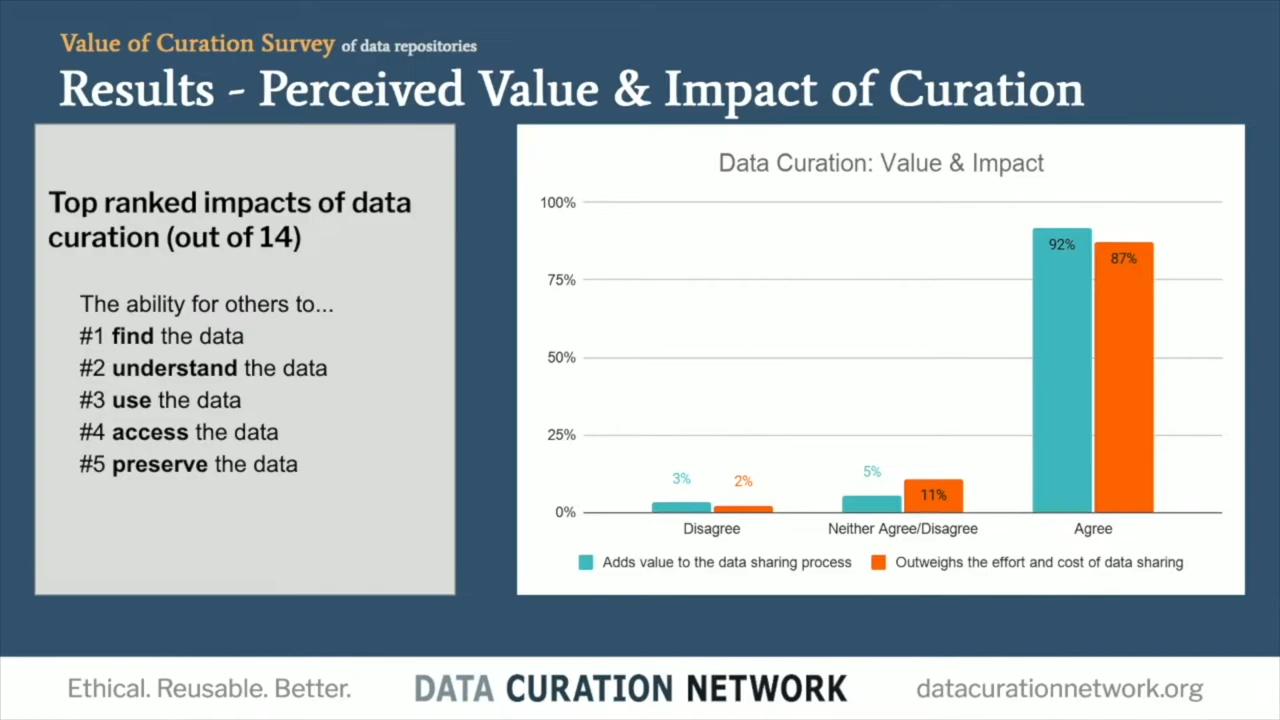 Value of Curation Survey of data repositories
Results - Perceived Value & Impact of Curation
Top ranked impacts of data
curation (out of 14)
The ability for others to...
#1 find the data
#2 understand the data
#3 use the data
#4 access the data
#5 preserve the data
Data Curation: Value & Impact
100%
75%
50%
25%
0%
3%
2%
5%
11%
92%
87%
Disagree
Neither Agree/Disagree
Agree
Adds value to the data sharing process
Outweighs the effort and cost of data sharing
Ethical. Reusable. Better.
DATA CURATION NETWORK
datacurationnetwork.org